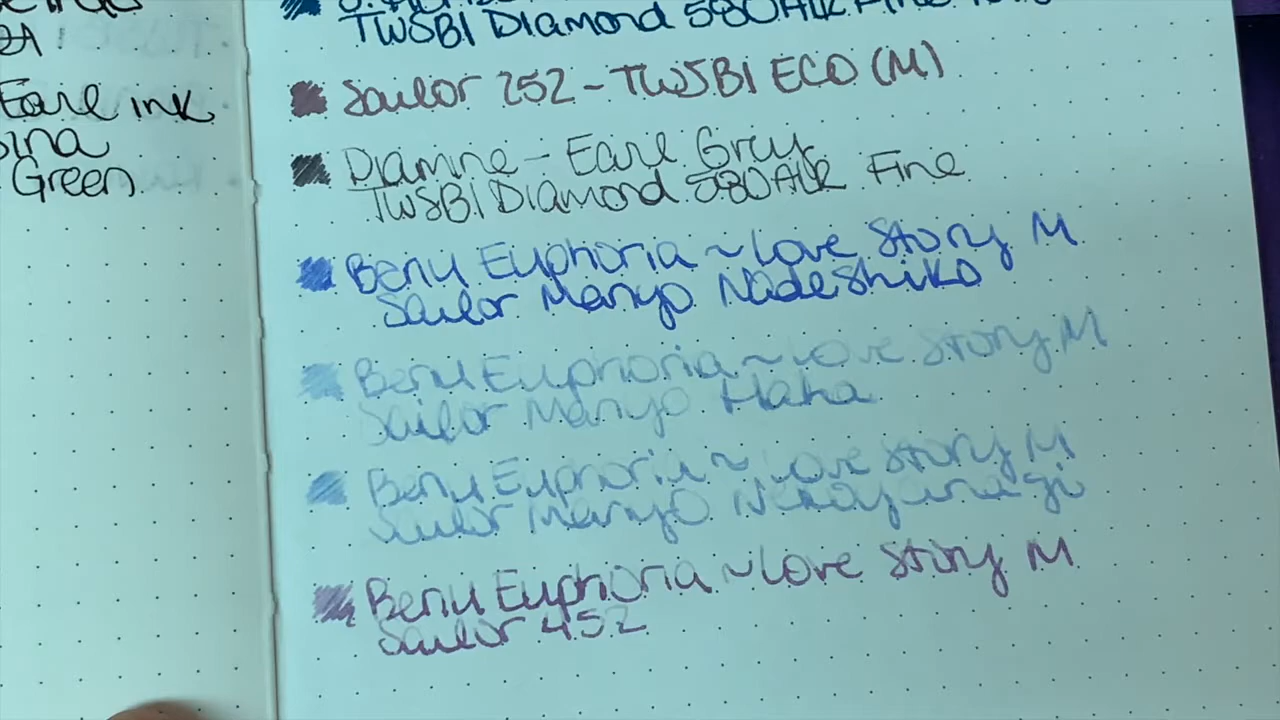 Earl ink
Green
TWSBI Diamond 580ALR Fine
Sailor 252 - TWSBI ECO (M)
Diamine - Earl Grey
TWSBI Diamond 580ALR Fine
Benu Euphoria ~ Love Story M
Sailor Manyo Nadeshiko
Benu Euphoria ~ Love Story M
Sailor Manyo Haha
Benu Euphoria ~ Love Story M
Sailor Manyo Nekoyanagi
Benu Euphoria ~ Love Story M
Sailor 452